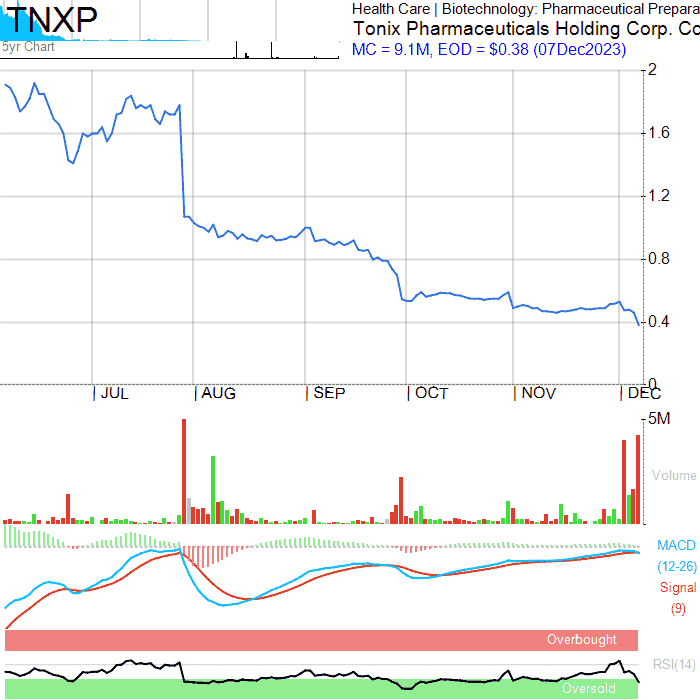 TNXP
5yr Chart
Health Care | Biotechnology: Pharmaceutical Prepara
Tonix Pharmaceuticals Holding Corp. Co
MC = 9.1M, EOD = $0.38 (07Dec2023)
2
1.6
1.2
0.8
0.4
0
JUL AUG SEP OCT NOV DEC
5M
Volume
MACD
(12-26)
Signal
(9)
Overbought
RSI(14)
Oversold